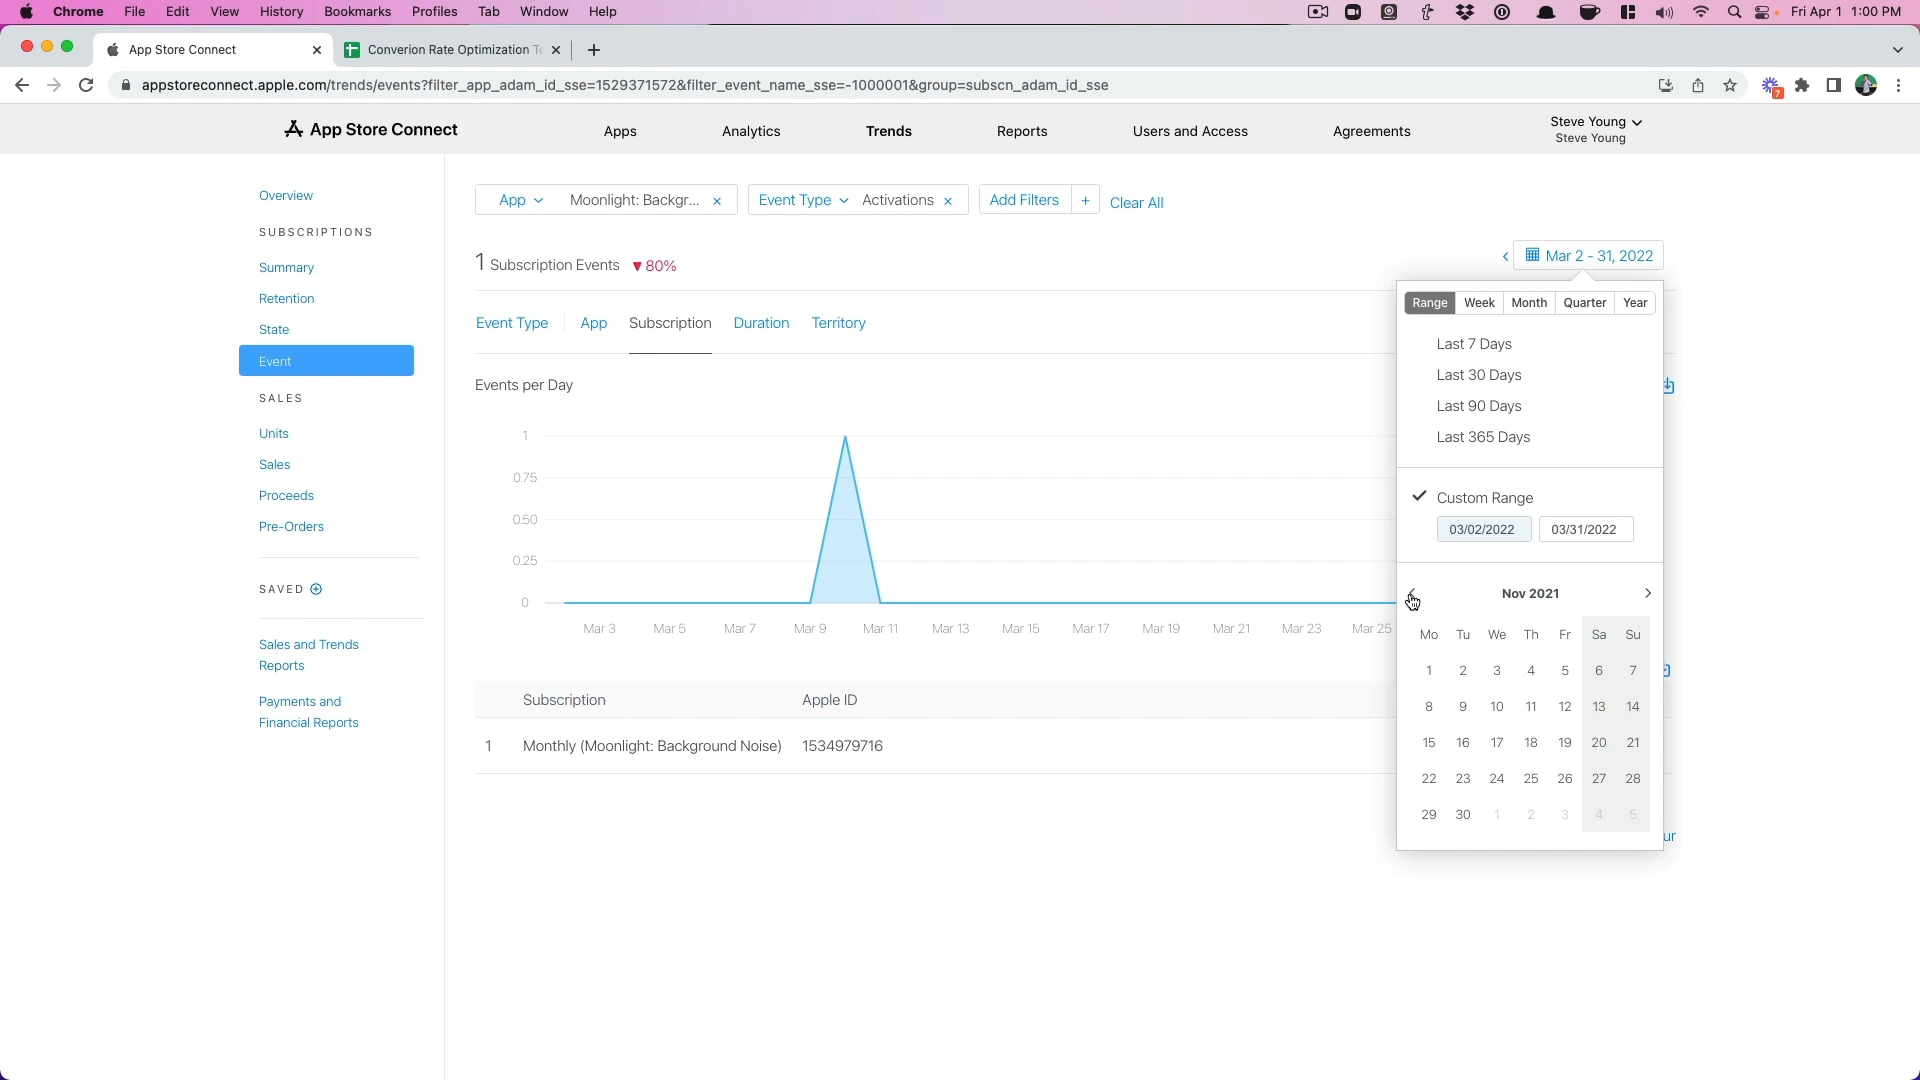 Chrome File Edit View History Bookmarks Profiles Tab Window Help Fri Apr 1 1:00 PM
App Store Connect Converion Rate Optimization
appstoreconnect.apple.com/trends/events?filter_app_adam_id_sse=1529371572&filter_event_name_sse=-1000001&group=subscn_adam_id_sse 7
App Store Connect Apps Analytics Trends Reports Users and Access Agreements Steve Young
Steve Young
Overview
SUBSCRIPTIONS
Summary
Retention
State
Event
SALES
Units
Sales
Proceeds
Pre-Orders
SAVED
Sales and Trends
Reports
Payments and
Financial Reports
App Moonlight: Backgr... × Event Type Activations × Add Filters + Clear All
1 Subscription Events ▼80%
Mar 2 - 31, 2022
Event Type App Subscription Duration Territory
Events per Day
1
0.75
0.50
0.25
0
Mar 3 Mar 5 Mar 7 Mar 9 Mar 11 Mar 13 Mar 15 Mar 17 Mar 19 Mar 21 Mar 23 Mar 25
Subscription Apple ID
1 Monthly (Moonlight: Background Noise) 1534979716
Range Week Month Quarter Year
Last 7 Days
Last 30 Days
Last 90 Days
Last 365 Days
Custom Range
03/02/2022 03/31/2022
Nov 2021
Mo Tu We Th Fr Sa Su
1 2 3 4 5 6 7
8 9 10 11 12 13 14
15 16 17 18 19 20 21
22 23 24 25 26 27 28
29 30 1 2 3 4 5